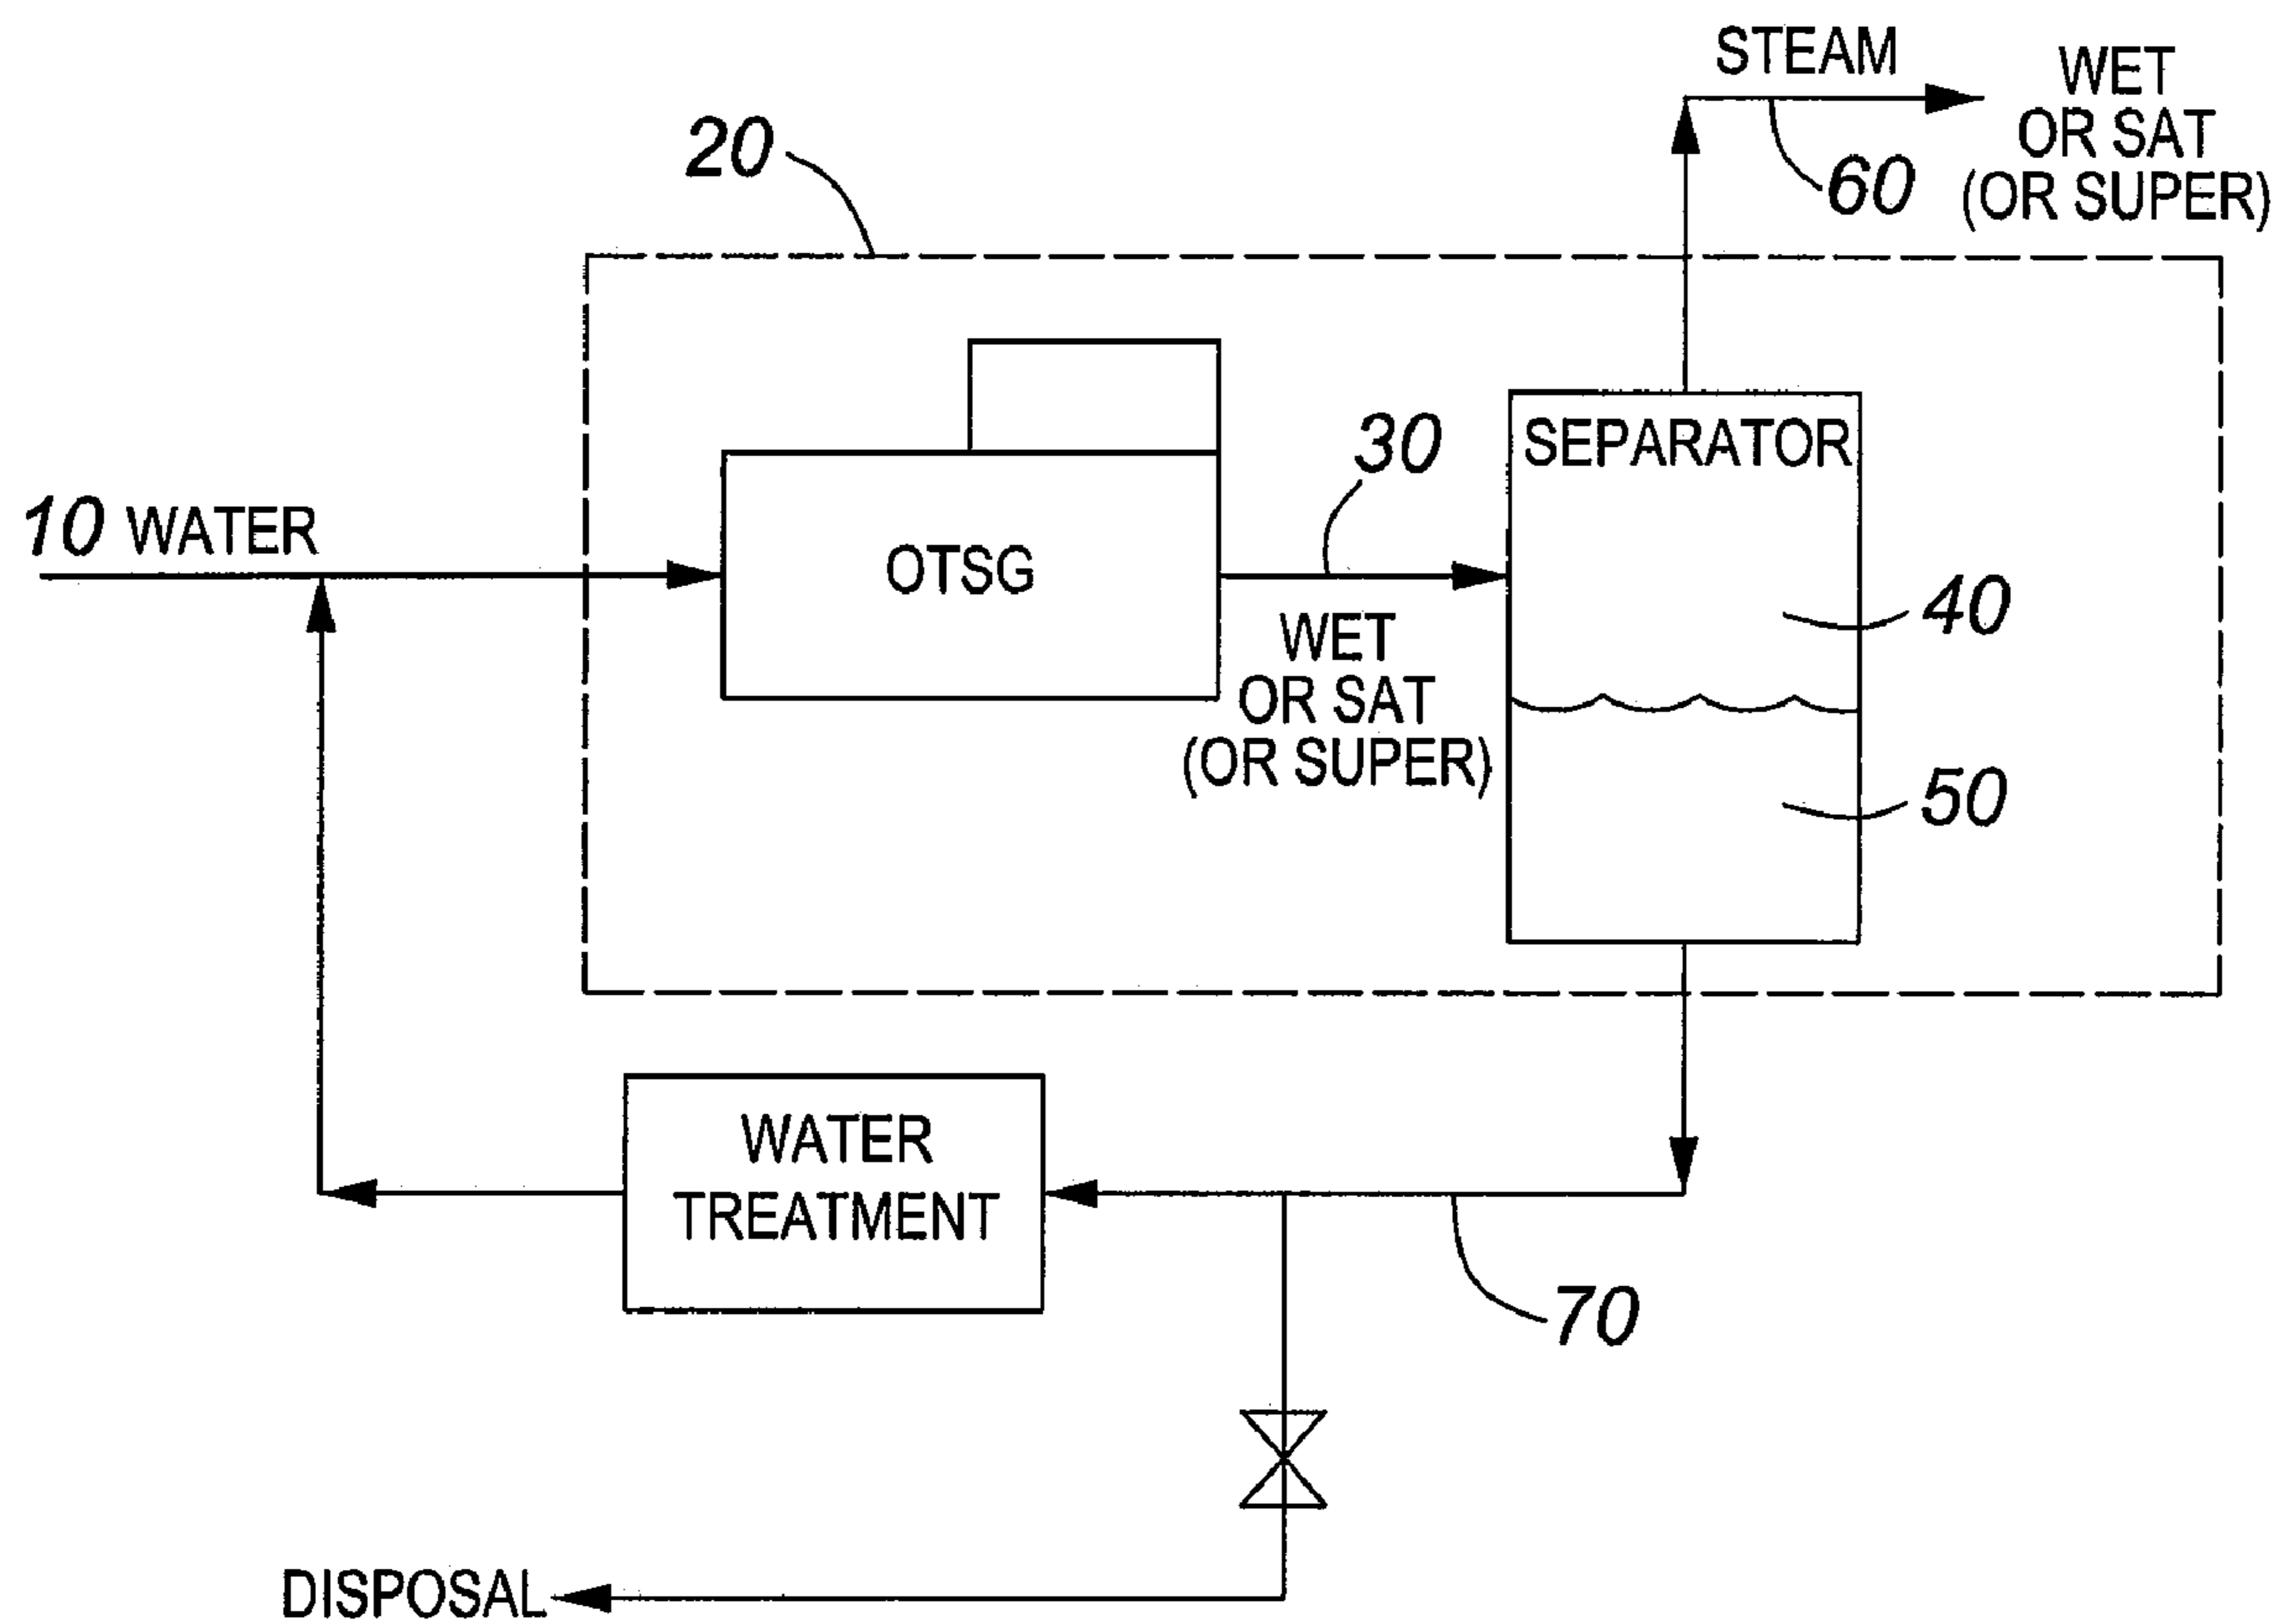 STEAM
WET
OR SAT
(OR SUPER)
60
20
SEPARATOR
30
10 WATER
OTSG
40
WET
OR SAT
(OR SUPER)
50
WATER
TREATMENT
70
DISPOSAL